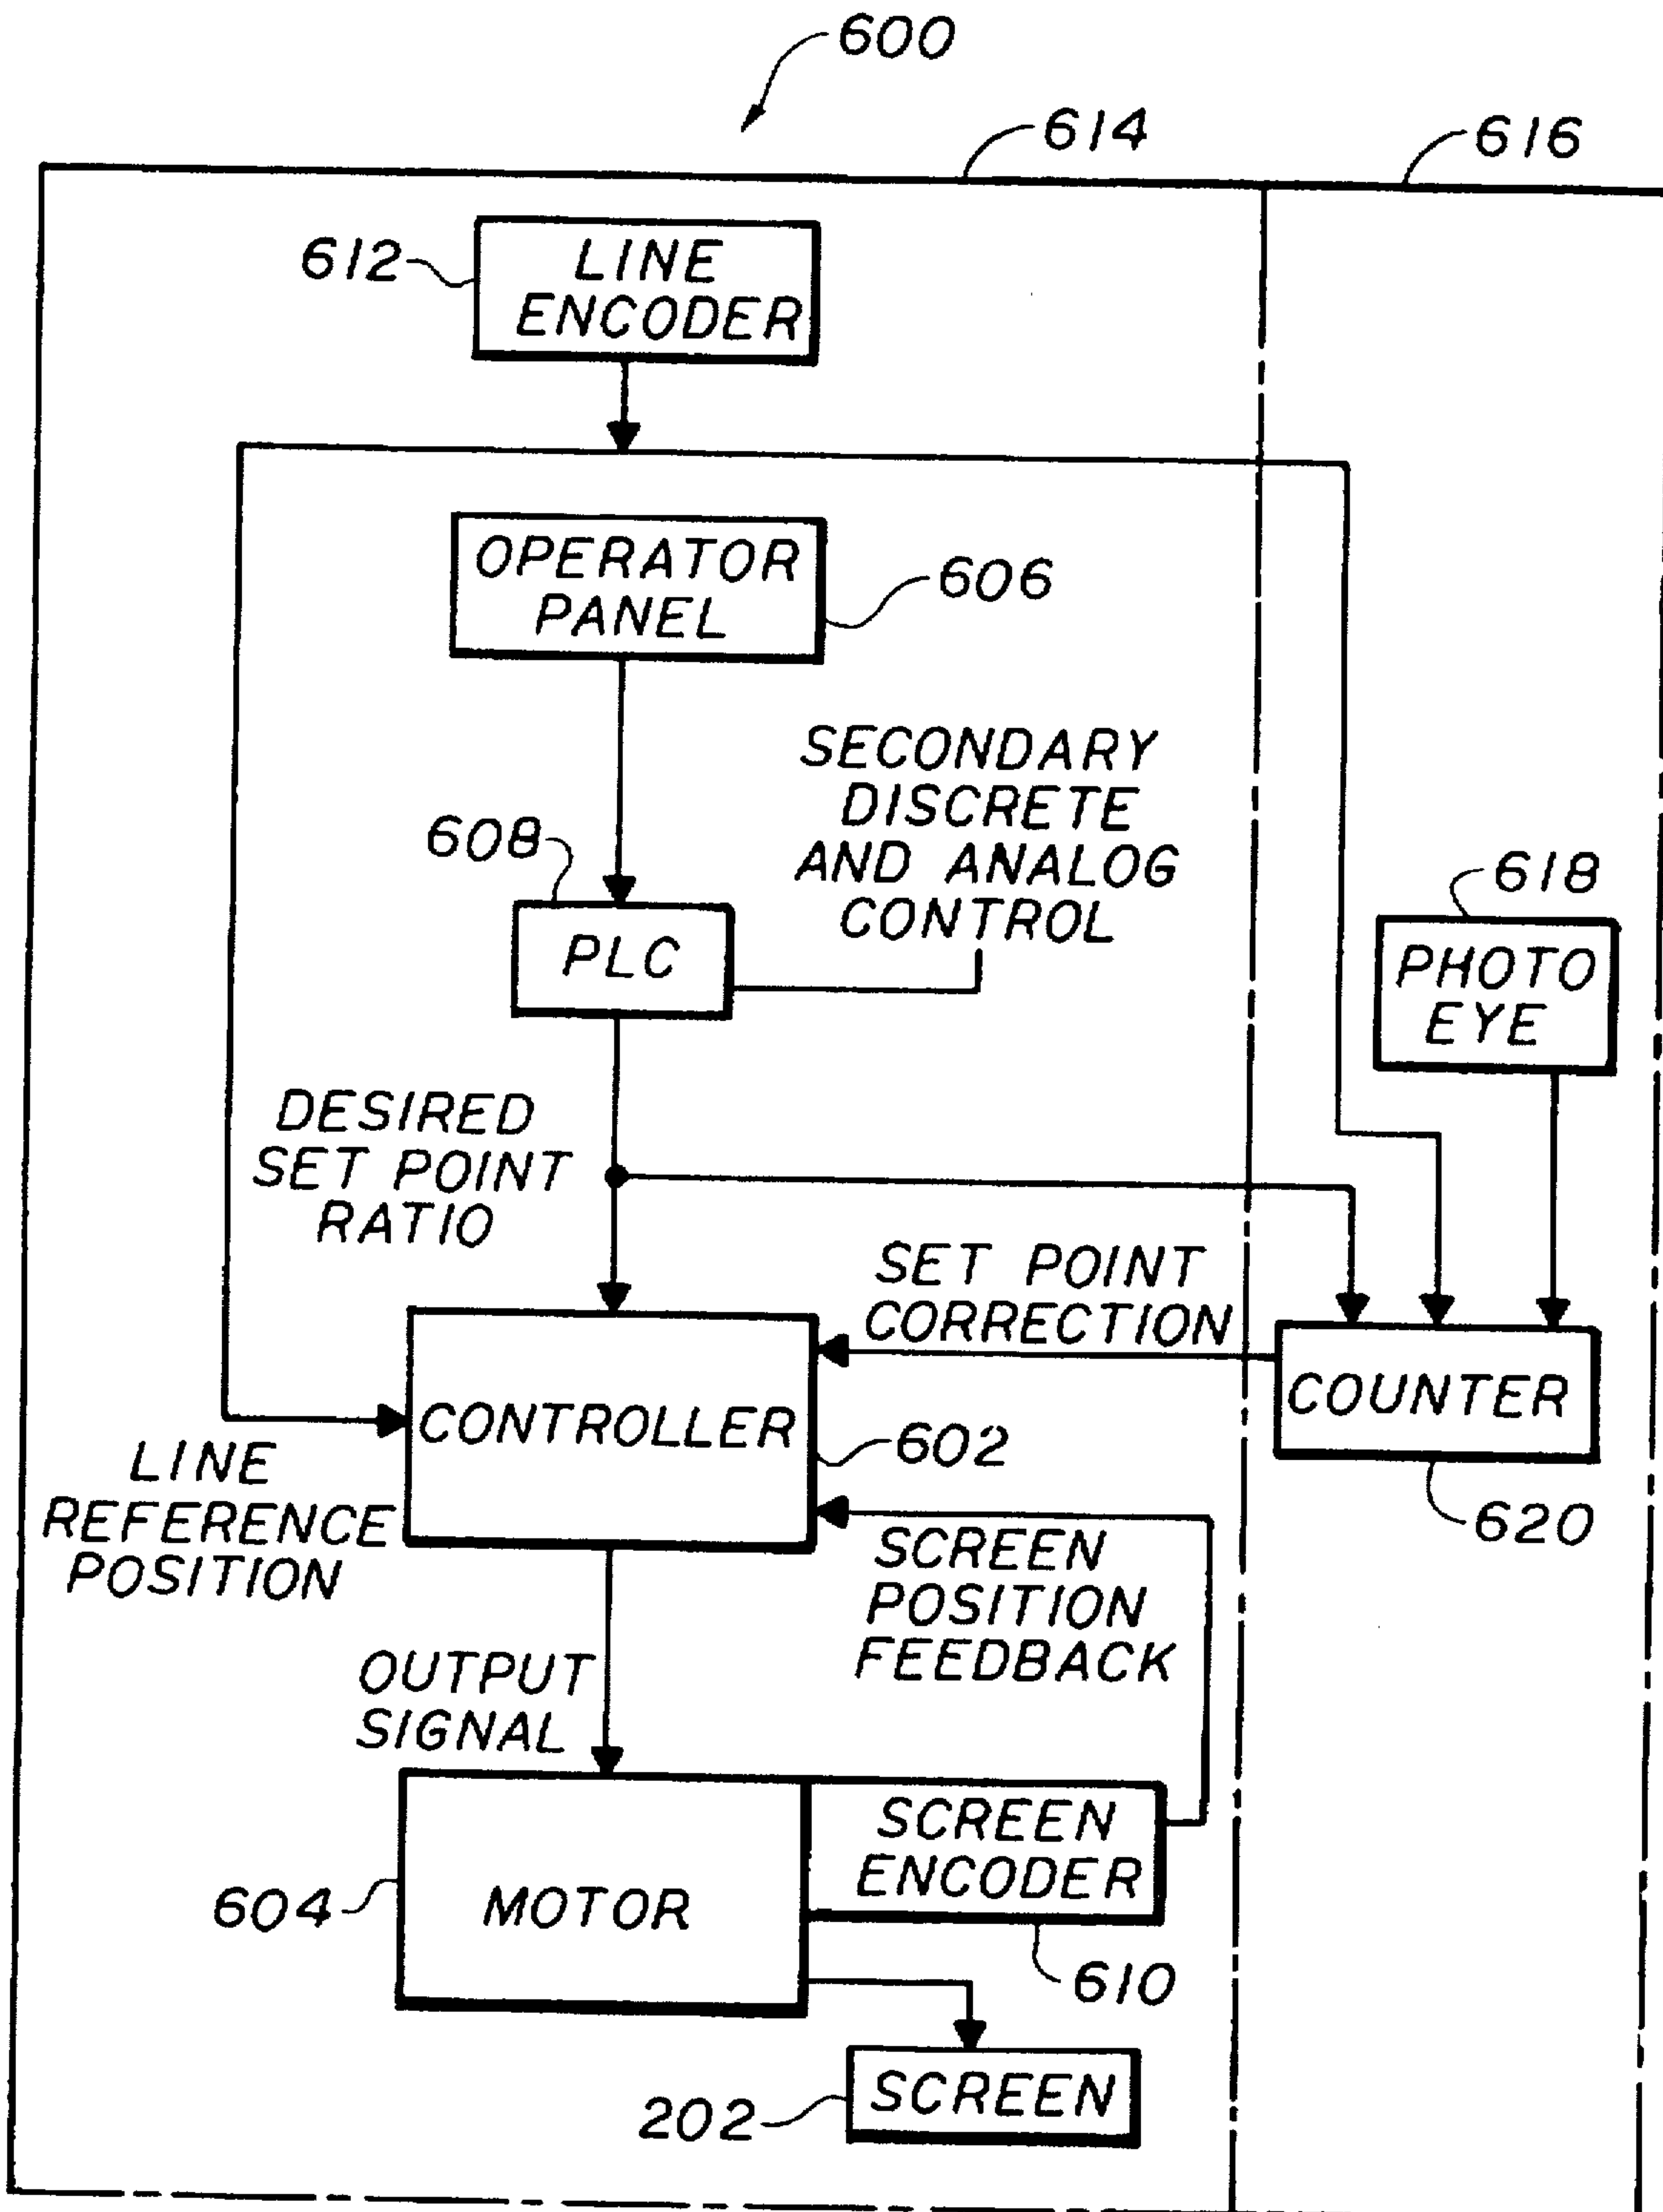 600
614
616
612
LINE
ENCODER
OPERATOR
PANEL
606
SECONDARY
DISCRETE
AND ANALOG
CONTROL
608
PLC
618
PHOTO
EYE
DESIRED
SET POINT
RATIO
SET POINT
CORRECTION
CONTROLLER
602
COUNTER
620
LINE
REFERENCE
POSITION
SCREEN
POSITION
FEEDBACK
OUTPUT
SIGNAL
604
MOTOR
SCREEN
ENCODER
610
202
SCREEN